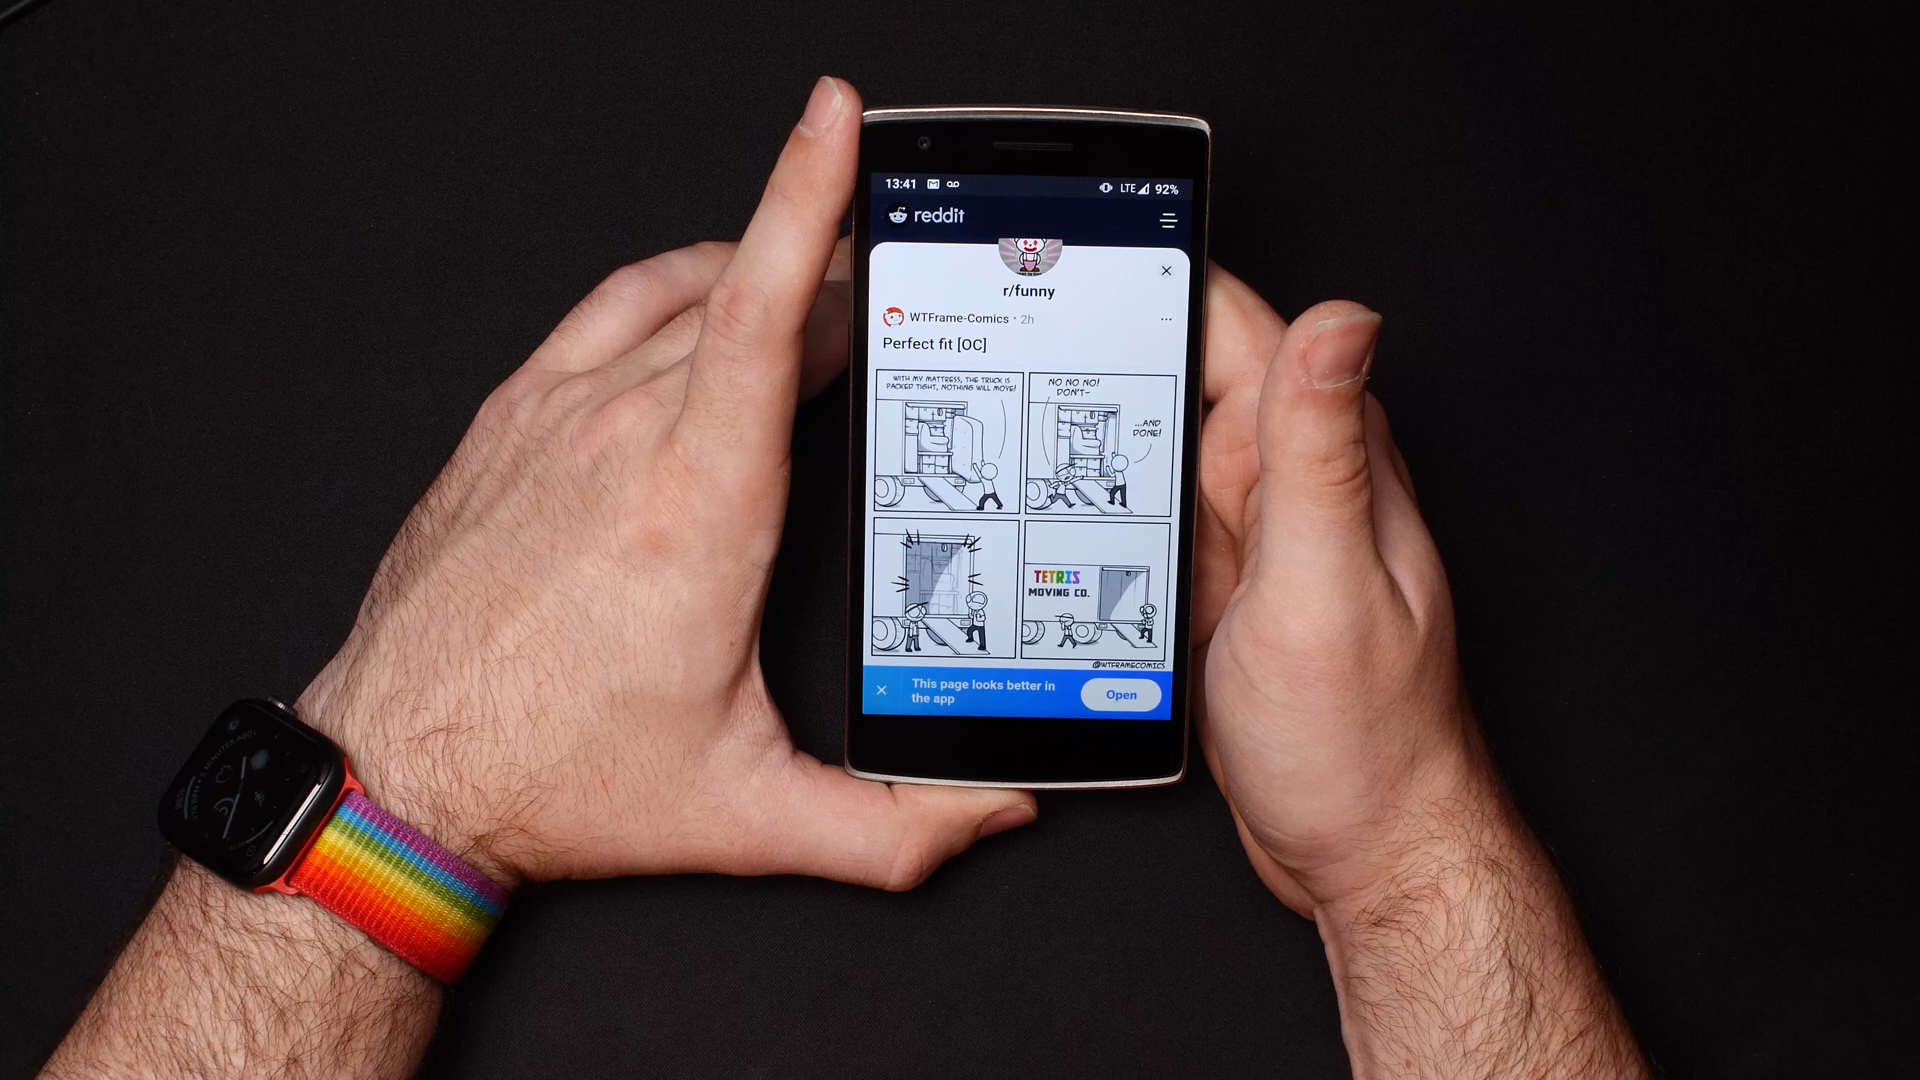 13:41 LTE 92%
reddit
r/funny
WTFrame-Comics • 2h
Perfect fit [OC]
WITH MY MATTRESS, THE TRUCK IS
PACKED TIGHT, NOTHING WILL MOVE!
NO NO NO!
DON'T-
...AND
DONE!
TETRIS
MOVING CO.
@WTFRAMECOMICS
This page looks better in
the app
Open